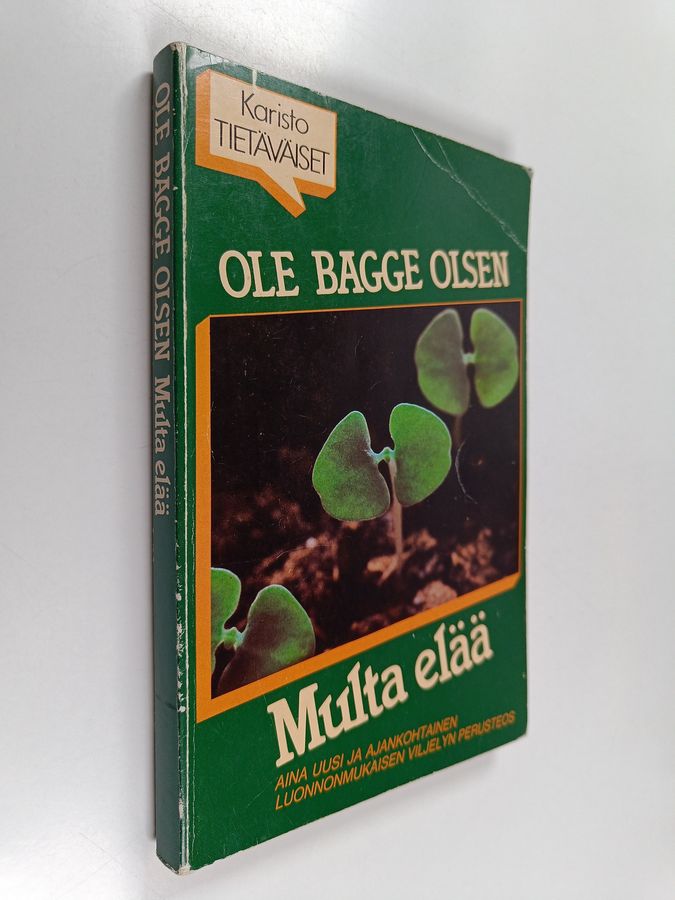 Karisto
TIETÄVÄISET
OLE BAGGE OLSEN
Multa elää
AINA UUSI JA AJANKOHTAINEN
LUONNONMUKAISEN VILJELYN PERUSTEOS
OLE BAGGE OLSEN Multa elää